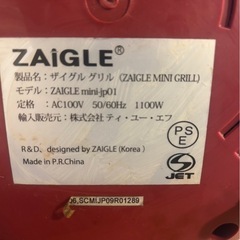 ZAiGLE®
製品名：ザイグル グリル (ZAIGLE MINI GRILL)
モデル：ZAIGLE mini-jp01
定格：AC100V 50/60Hz 1100W
輸入販売元：株式会社 ティ・ユー・エフ
PSE
R&D, designed by ZAIGLE (Korea)
Made in P.R.China
JET
06,SCMIJP09R01289